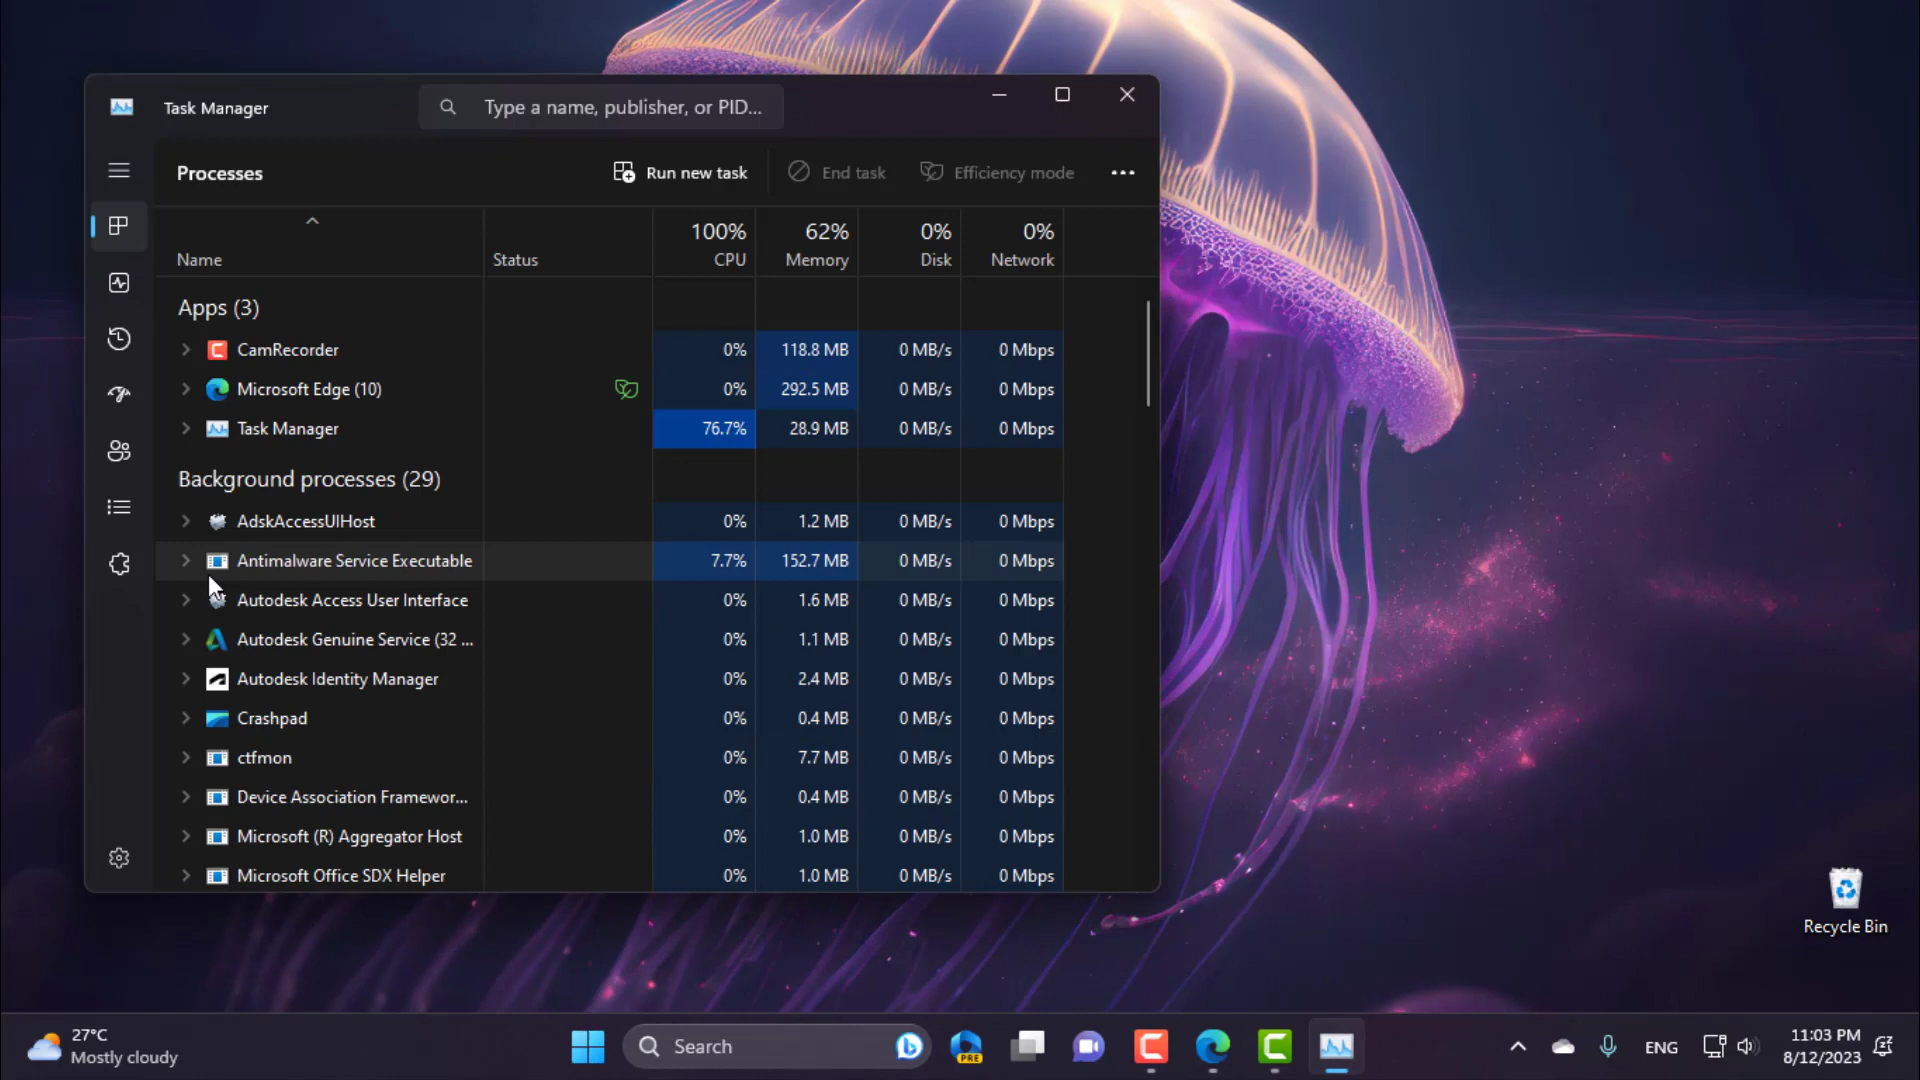 Task Manager
Type a name, publisher, or PID...
Processes
Run new task
End task
Efficiency mode
100% 62% 0% 0%
Name Status CPU Memory Disk Network
Apps (3)
CamRecorder 0% 118.8 MB 0 MB/s 0 Mbps
Microsoft Edge (10) 0% 292.5 MB 0 MB/s 0 Mbps
Task Manager 76.7% 28.9 MB 0 MB/s 0 Mbps
Background processes (29)
AdskAccessUIHost 0% 1.2 MB 0 MB/s 0 Mbps
Antimalware Service Executable 7.7% 152.7 MB 0 MB/s 0 Mbps
Autodesk Access User Interface 0% 1.6 MB 0 MB/s 0 Mbps
Autodesk Genuine Service (32 ... 0% 1.1 MB 0 MB/s 0 Mbps
Autodesk Identity Manager 0% 2.4 MB 0 MB/s 0 Mbps
Crashpad 0% 0.4 MB 0 MB/s 0 Mbps
ctfmon 0% 7.7 MB 0 MB/s 0 Mbps
Device Association Framewor... 0% 0.4 MB 0 MB/s 0 Mbps
Microsoft (R) Aggregator Host 0% 1.0 MB 0 MB/s 0 Mbps
Microsoft Office SDX Helper 0% 1.0 MB 0 MB/s 0 Mbps
Recycle Bin
27°C
Mostly cloudy
Search
PRE
ENG
11:03 PM
8/12/2023